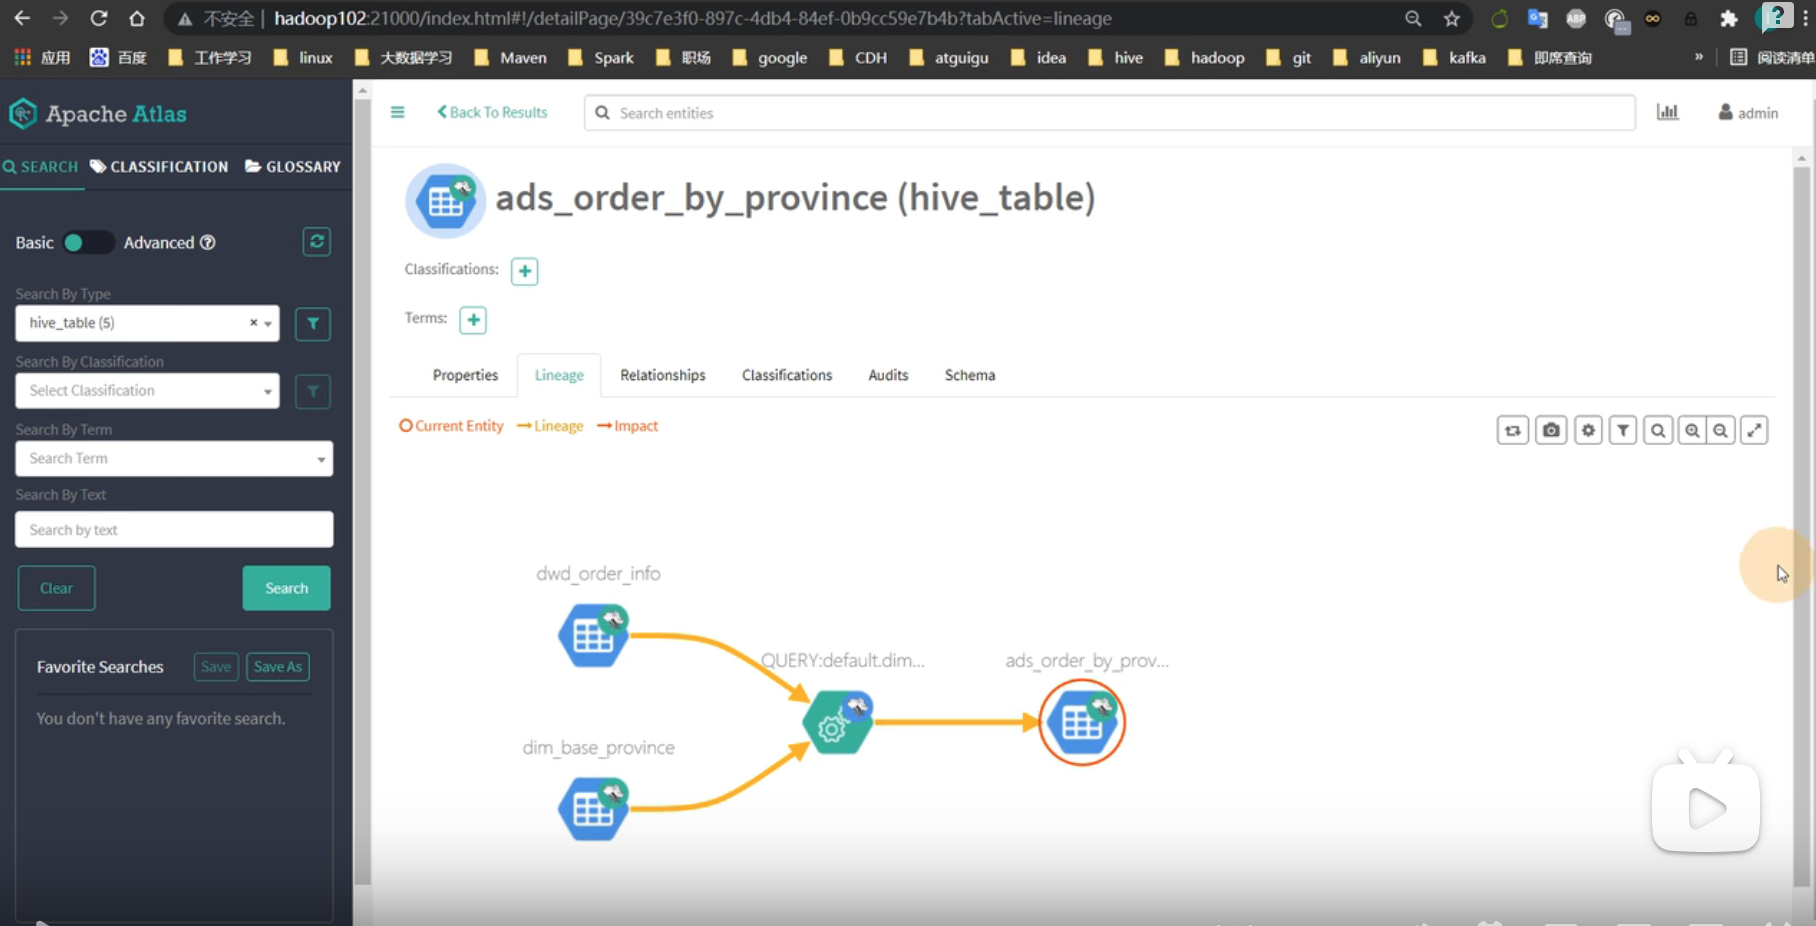 不安全 | hadoop102:21000/index.html#!/detailPage/39c7e3f0-897c-4db4-84ef-0b9cc59e7b4b?tabActive=lineage
应用 百度 工作学习 linux 大数据学习 Maven Spark 职场 google CDH atguigu idea hive hadoop git aliyun kafka 即席查询 » 阅读清单
Apache Atlas
SEARCH CLASSIFICATION GLOSSARY
Basic Advanced
Search By Type
hive_table (5)
Search By Classification
Select Classification
Search By Term
Search Term
Search By Text
Search by text
Clear Search
Favorite Searches Save Save As
You don't have any favorite search.
Back To Results Search entities admin
ads_order_by_province (hive_table)
Classifications:
Terms:
Properties Lineage Relationships Classifications Audits Schema
Current Entity Lineage Impact
dwd_order_info
QUERY:default.dim... ads_order_by_prov...
dim_base_province